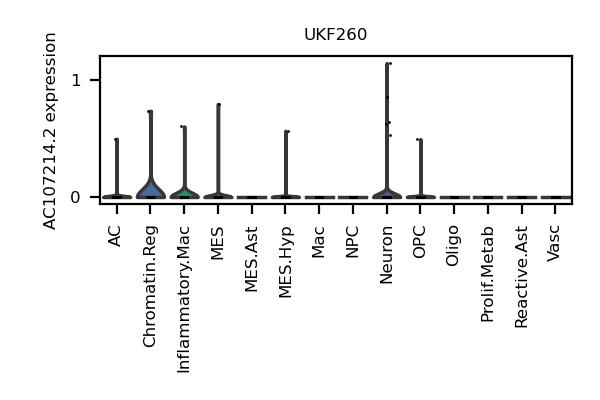 UKF260
AC107214.2 expression
1
0
AC
Chromatin.Reg
Inflammatory.Mac
MES
MES.Ast
MES.Hyp
Mac
NPC
Neuron
OPC
Oligo
Prolif.Metab
Reactive.Ast
Vasc